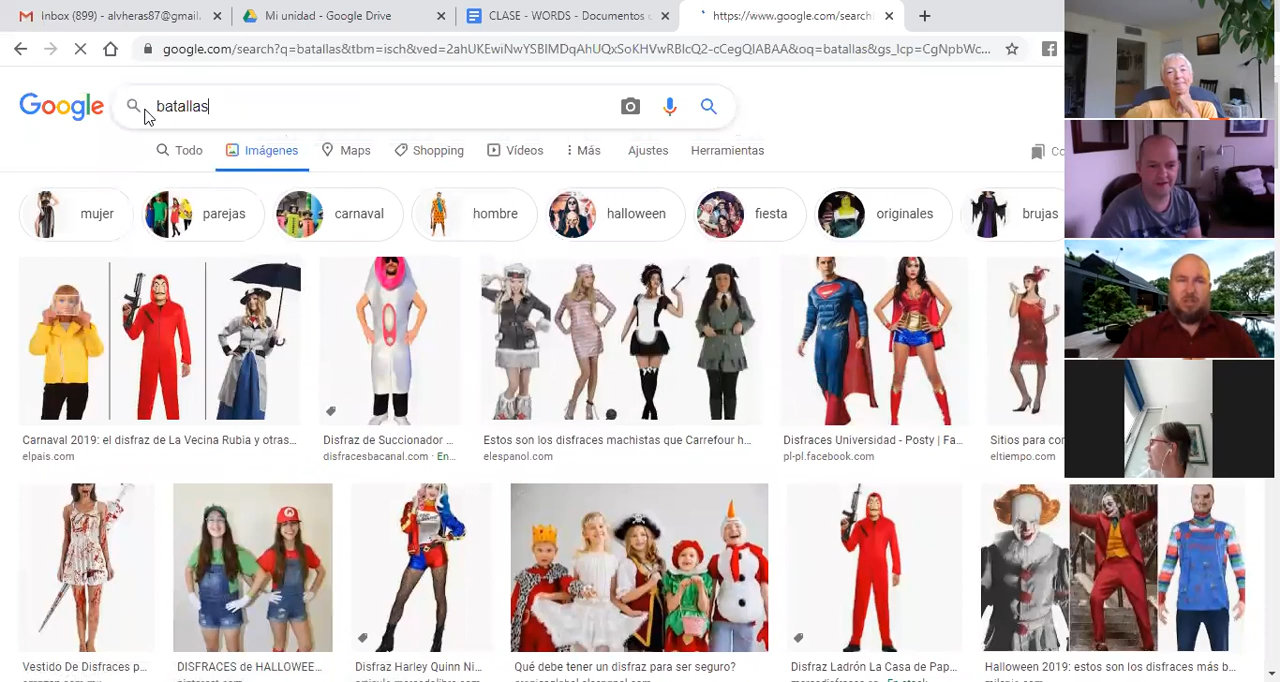 Inbox (899) - alvheras87@gmail.
Mi unidad - Google Drive
CLASE - WORDS - Documentos c
https://www.google.com/search
google.com/search?q=batallas&tbm=isch&ved=2ahUKEwiNwYSBlMDqAhUQxSoKHVwRBlcQ2-cCegQIABAA&oq=batallas&gs_lcp=CgNpbWc...
Google
batallas
Todo Imágenes Maps Shopping Vídeos Más Ajustes Herramientas Co
mujer parejas carnaval hombre halloween fiesta originales brujas
Carnaval 2019: el disfraz de La Vecina Rubia y otras... Disfraz de Succionador ... Estos son los disfraces machistas que Carrefour h... Disfraces Universidad - Posty | Fa... Sitios para con
elpais.com disfracesbacanal.com · En... elespanol.com pl-pl.facebook.com eltiempo.com
Vestido De Disfraces p... DISFRACES de HALLOWEE... Disfraz Harley Quinn Ni... Qué debe tener un disfraz para ser seguro? Disfraz Ladrón La Casa de Pap... Halloween 2019: estos son los disfraces más b...